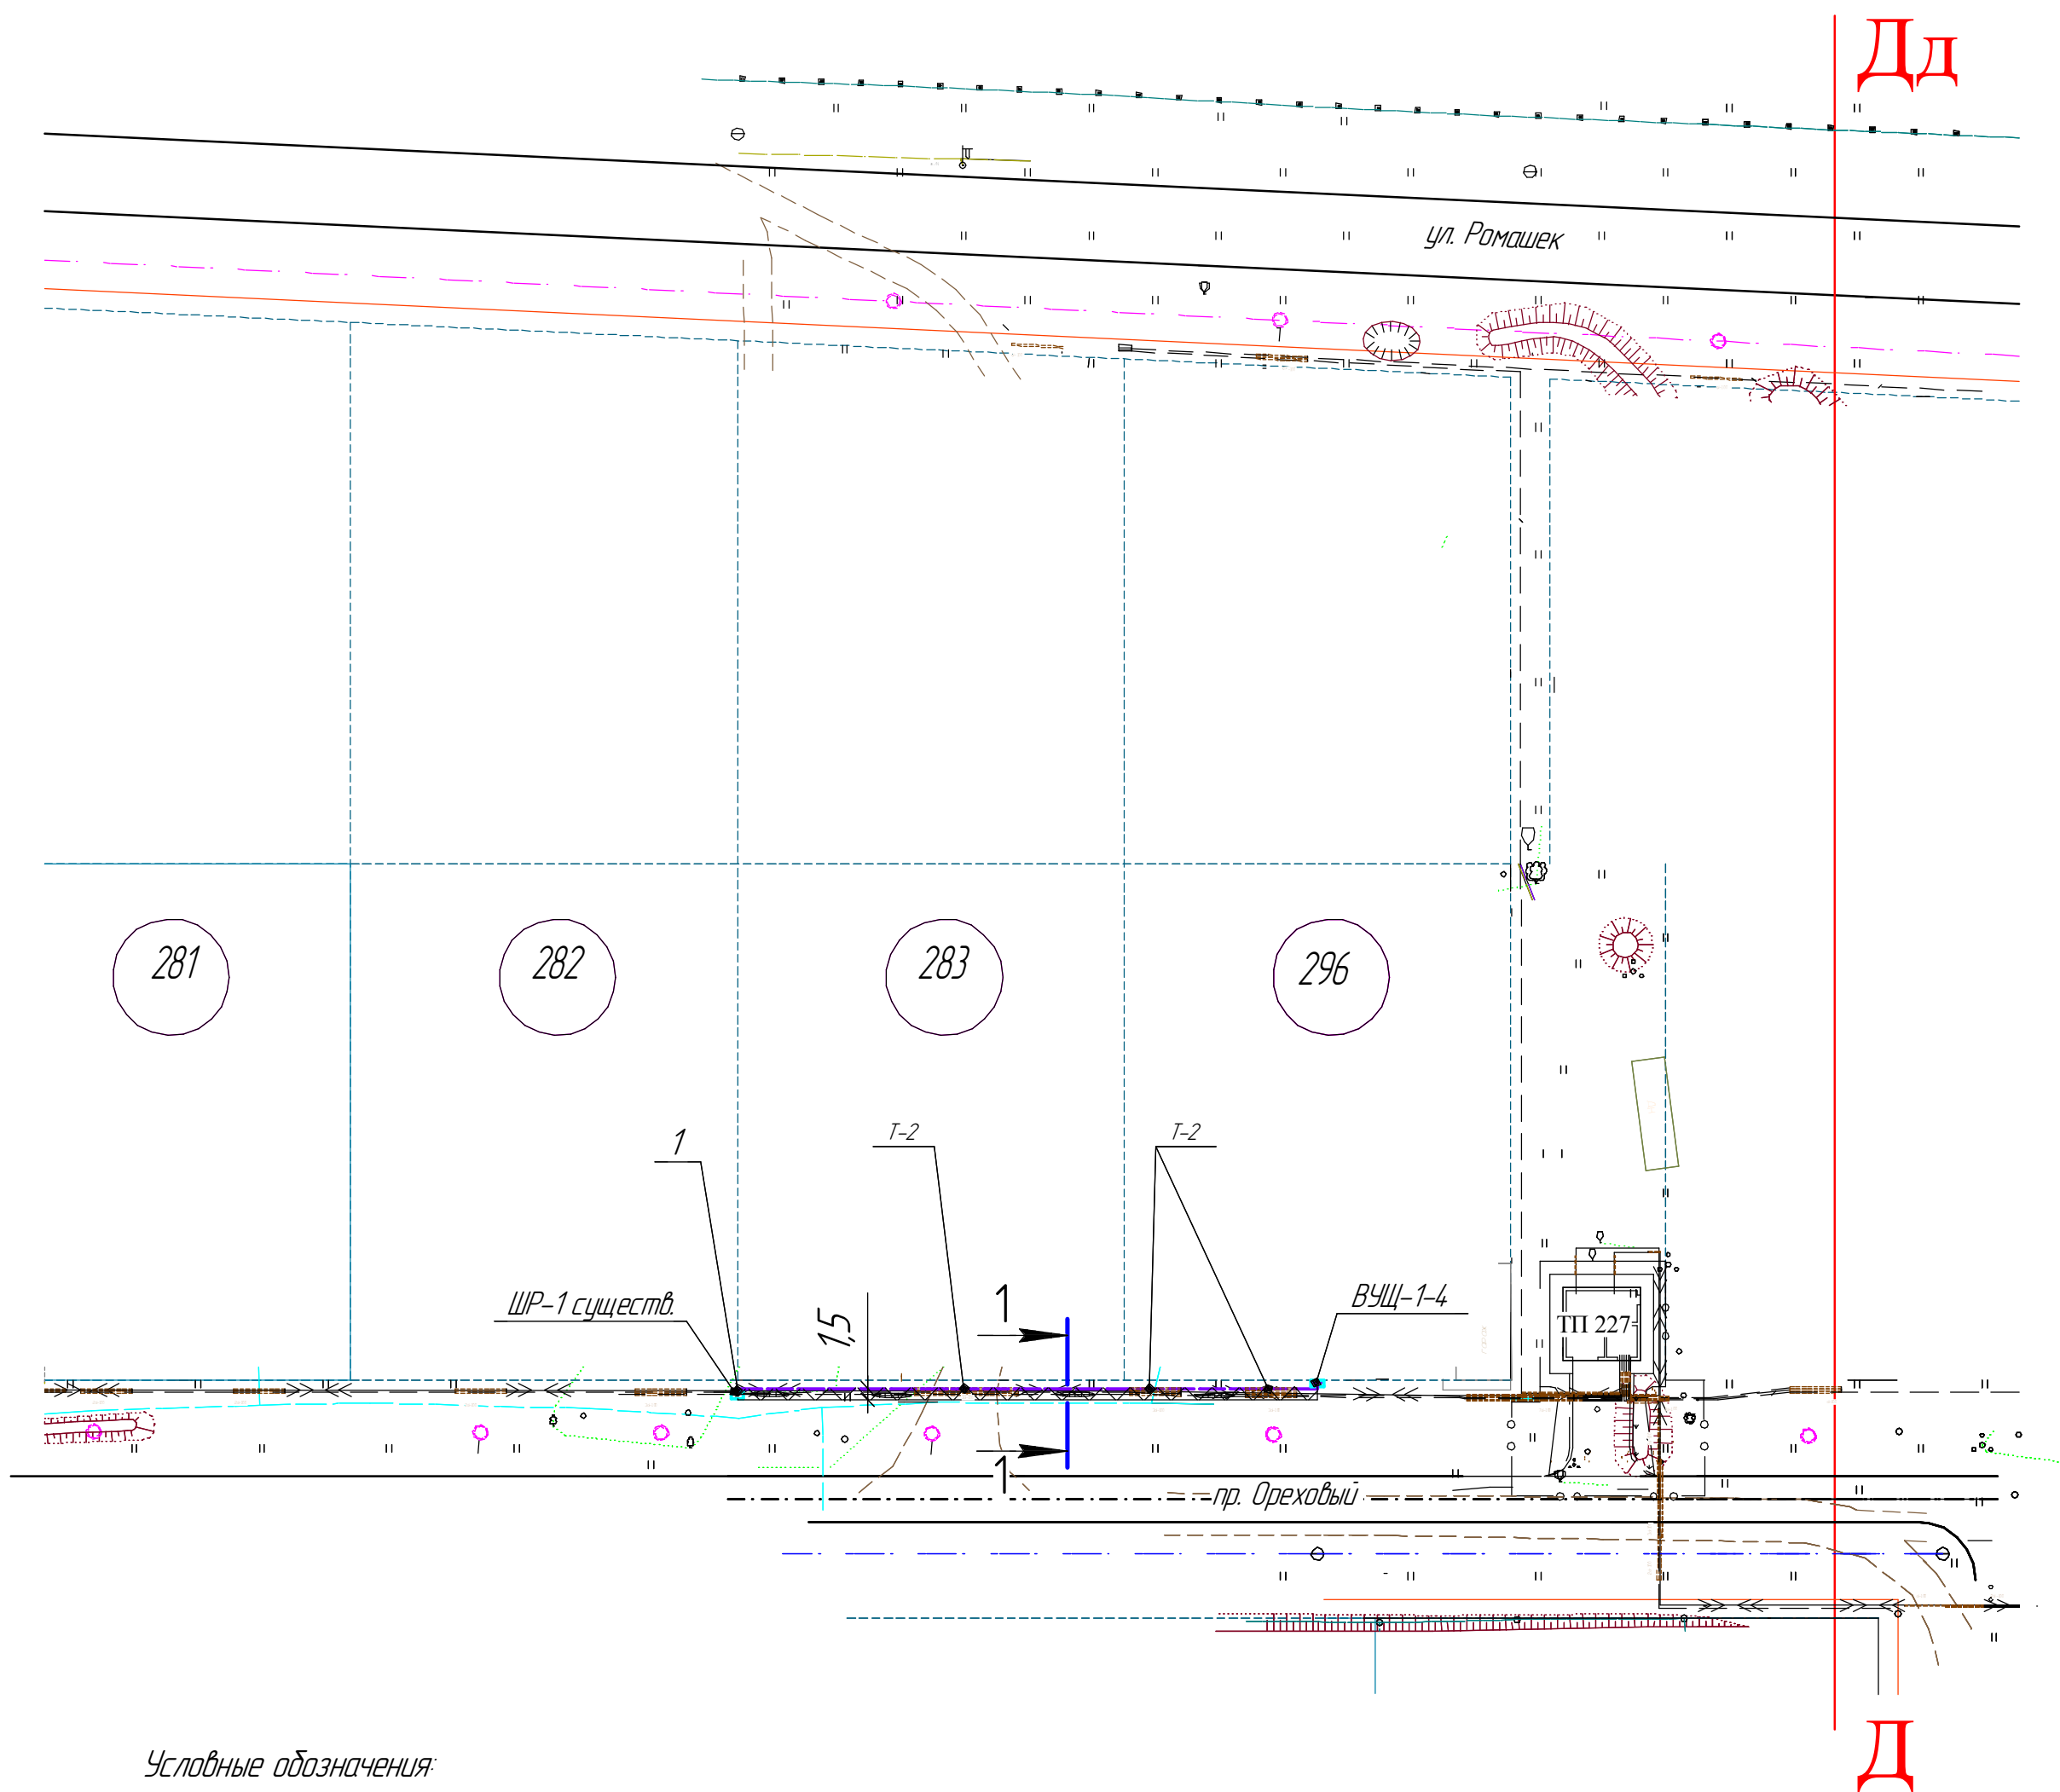 Дд
ул. Ромашек
281
282
283
296
1
Т-2
Т-2
ШР-1 существ.
1,5
1
ВУЩ-1-4
ТП 227
1
пр. Ореховый
Д
Условные обозначения: